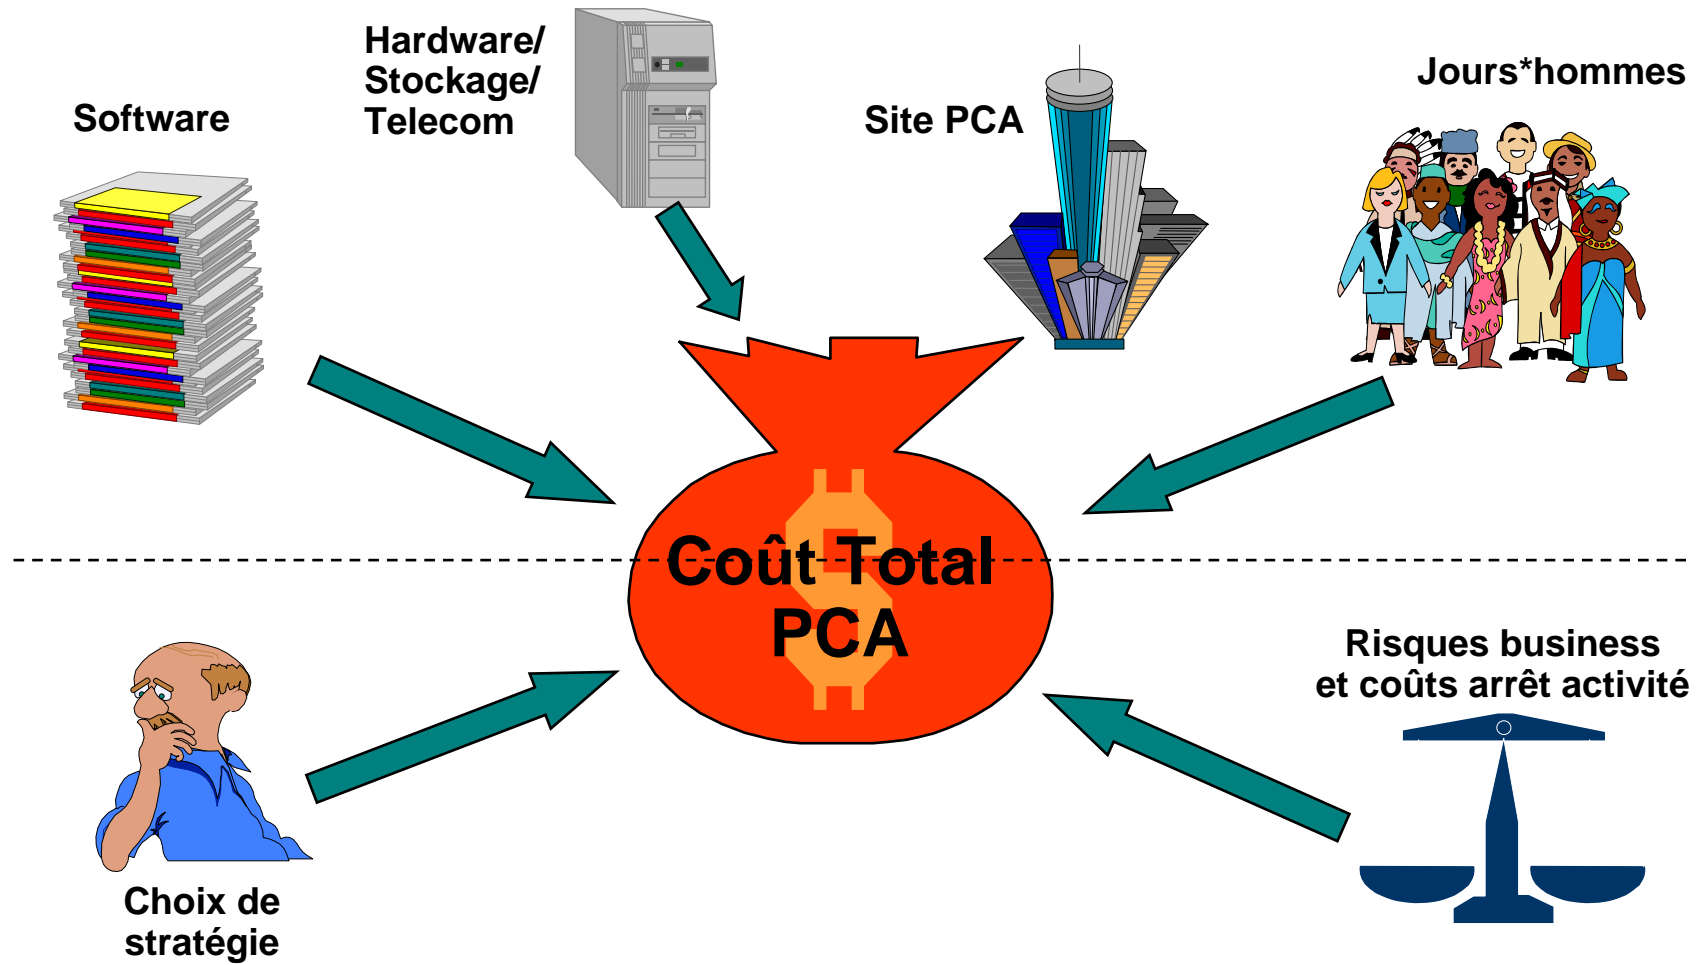 Hardware/
Stockage/
Telecom
Software
Site PCA
Jours*hommes
Coût Total
PCA
Risques business
et coûts arrêt activité
Choix de
stratégie